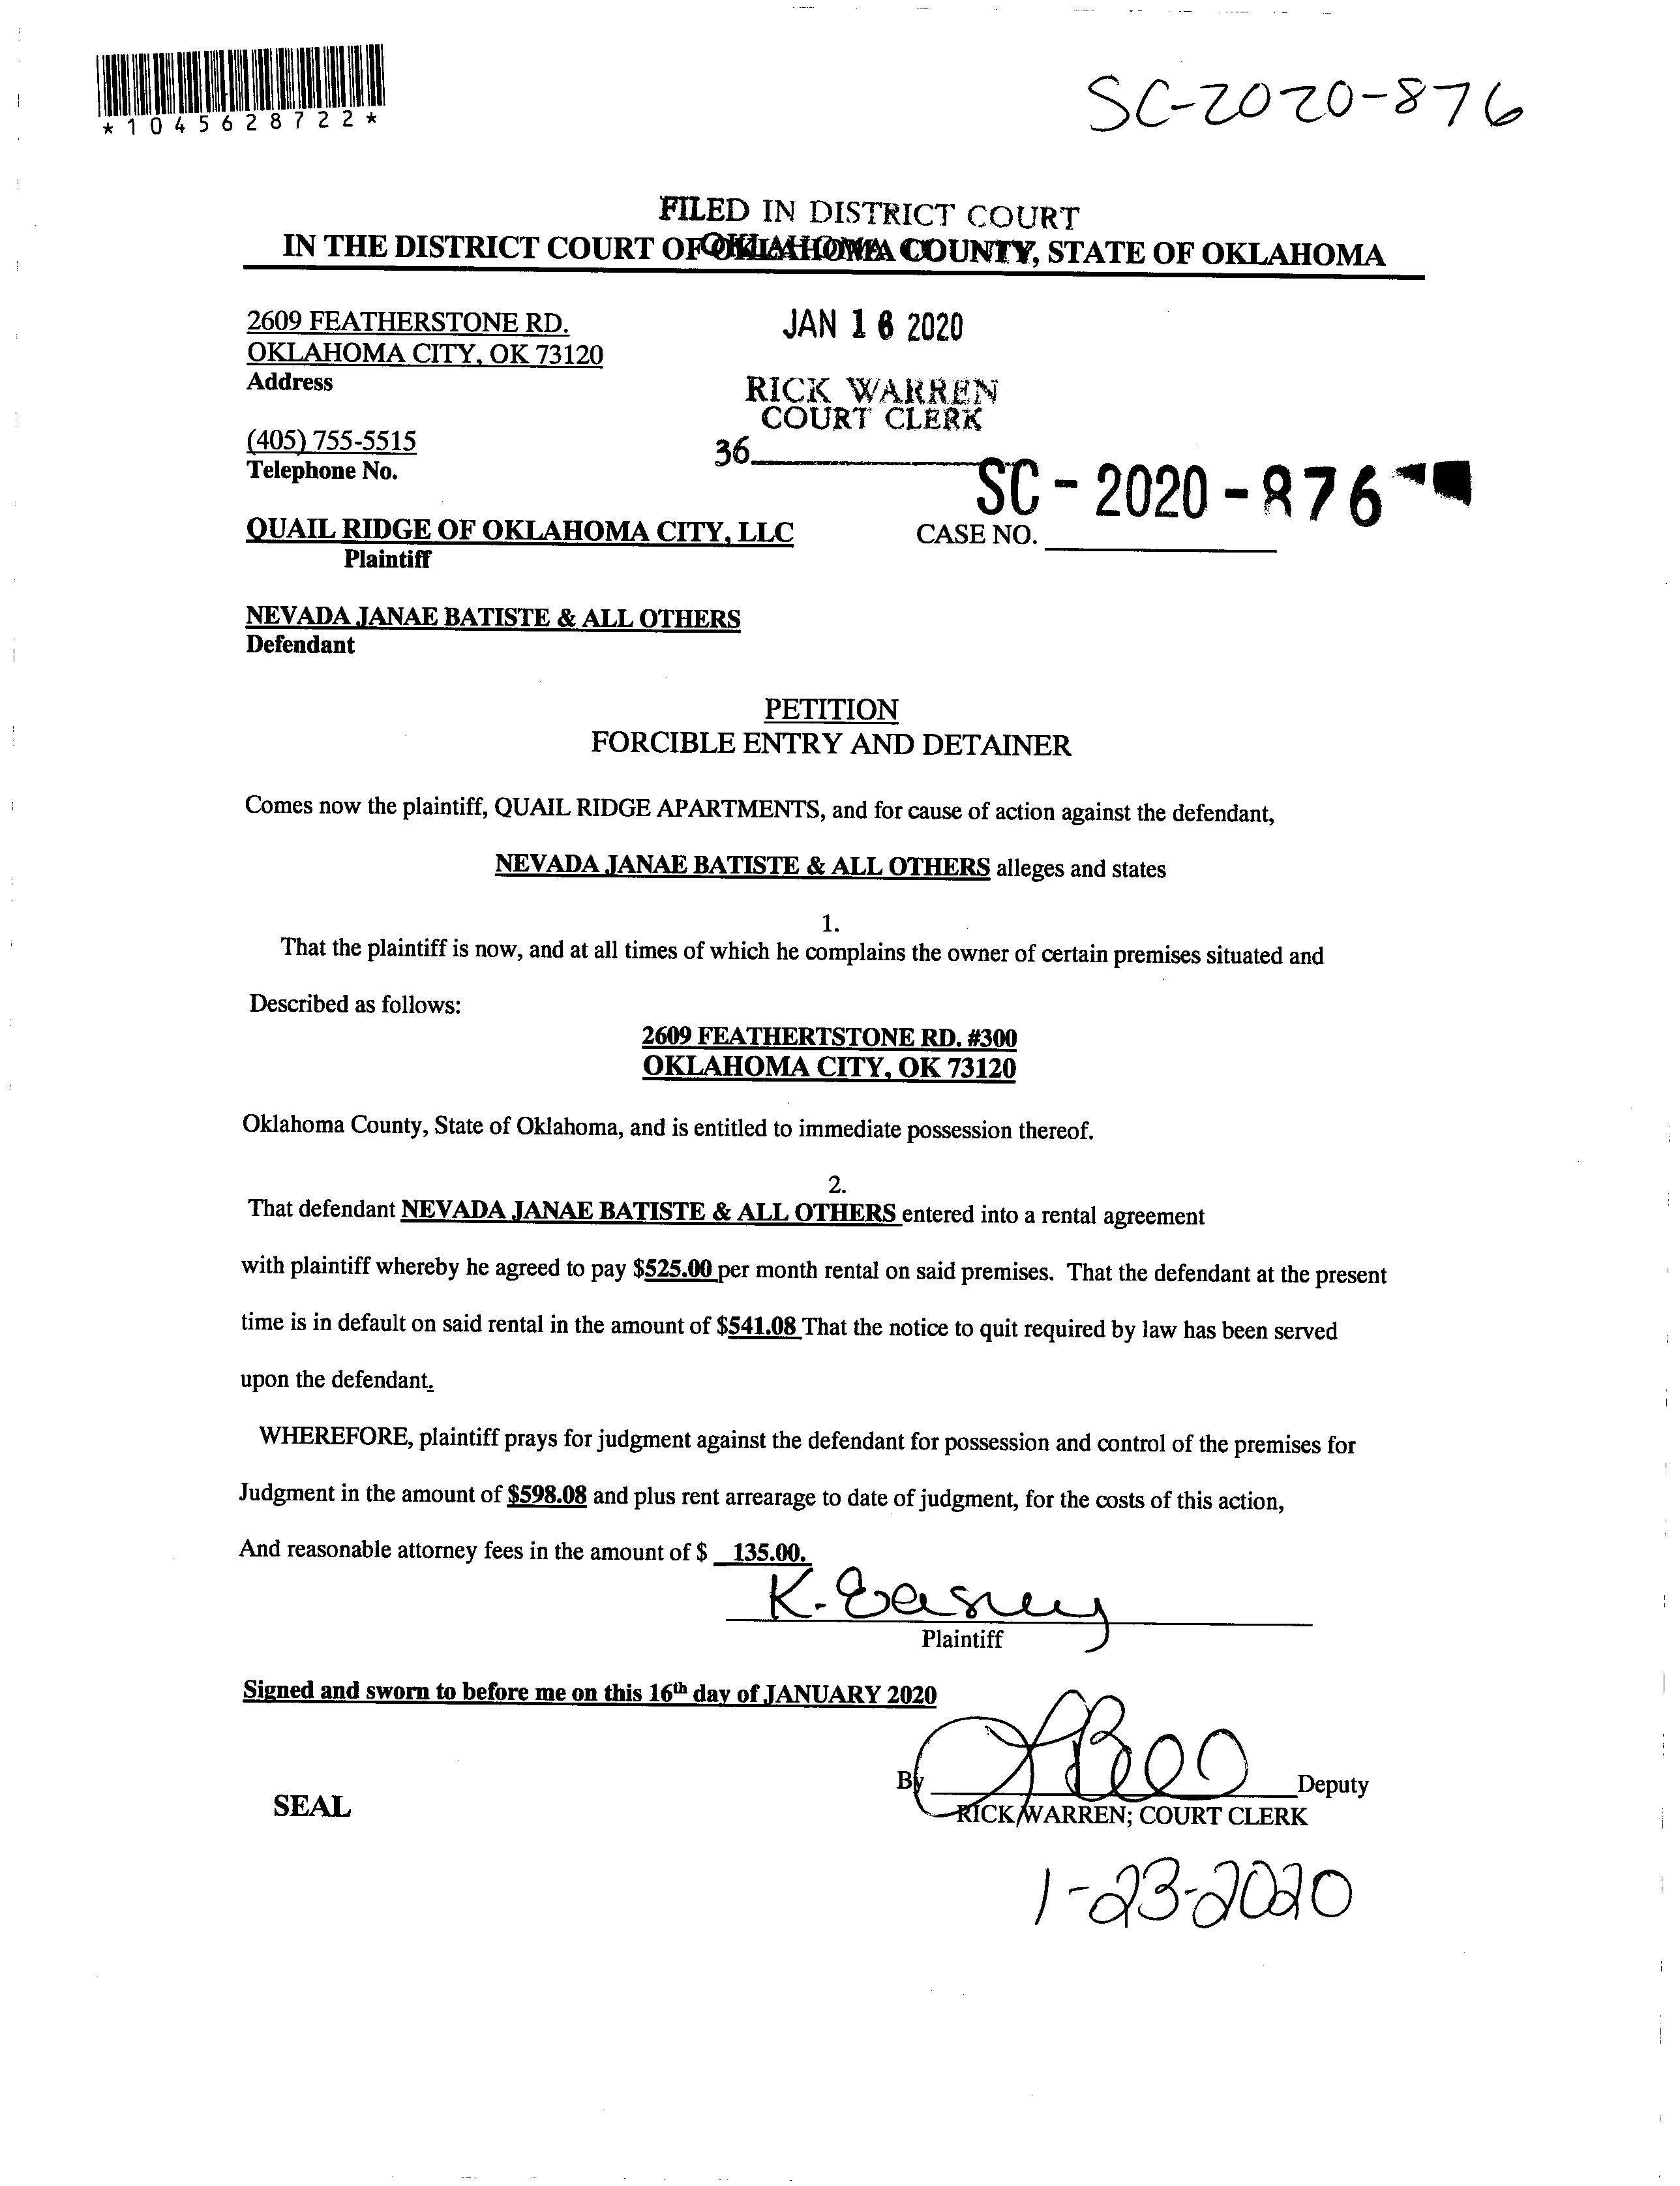 *1045628722*
SC-2020-876
FILED IN DISTRICT COURT
OKLAHOMA COUNTY
IN THE DISTRICT COURT OF OKLAHOMA COUNTY, STATE OF OKLAHOMA
2609 FEATHERSTONE RD.
OKLAHOMA CITY, OK 73120
Address
JAN 16 2020
RICK WARREN
COURT CLERK
36
(405) 755-5515
Telephone No.
SC - 2020 - 876
QUAIL RIDGE OF OKLAHOMA CITY, LLC
CASE NO.
Plaintiff
NEVADA JANAE BATISTE & ALL OTHERS
Defendant
PETITION
FORCIBLE ENTRY AND DETAINER
Comes now the plaintiff, QUAIL RIDGE APARTMENTS, and for cause of action against the defendant,
NEVADA JANAE BATISTE & ALL OTHERS alleges and states
1.
That the plaintiff is now, and at all times of which he complains the owner of certain premises situated and
Described as follows:
2609 FEATHERTSTONE RD. #300
OKLAHOMA CITY, OK 73120
Oklahoma County, State of Oklahoma, and is entitled to immediate possession thereof.
2.
That defendant NEVADA JANAE BATISTE & ALL OTHERS entered into a rental agreement
with plaintiff whereby he agreed to pay $525.00 per month rental on said premises. That the defendant at the present
time is in default on said rental in the amount of $541.08 That the notice to quit required by law has been served
upon the defendant.
WHEREFORE, plaintiff prays for judgment against the defendant for possession and control of the premises for
Judgment in the amount of $598.08 and plus rent arrearage to date of judgment, for the costs of this action,
And reasonable attorney fees in the amount of $ 135.00.
Plaintiff
Signed and sworn to before me on this 16th day of JANUARY 2020
By
Deputy
SEAL
RICK WARREN; COURT CLERK
1-23-2020